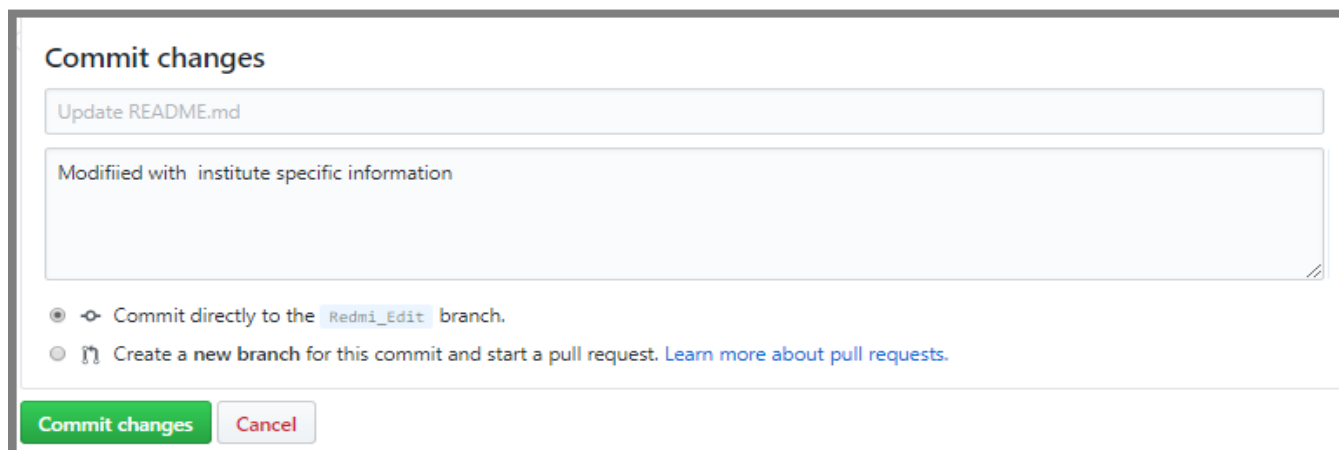 Commit changes
Update README.md
Modifiied with  institute specific information
Commit directly to the Redmi_Edit branch.
Create a new branch for this commit and start a pull request. Learn more about pull requests.
Commit changes Cancel